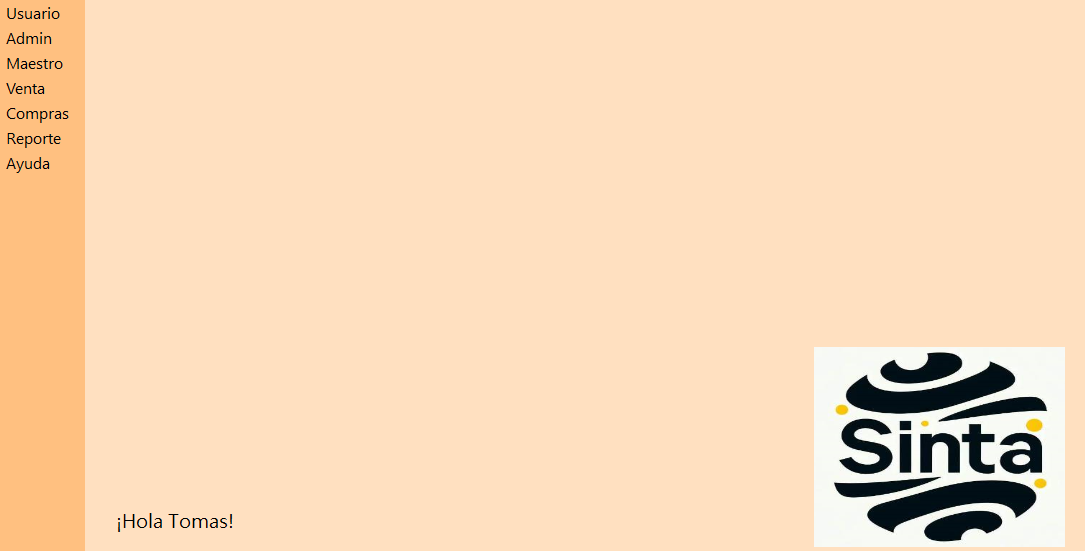 Usuario
Admin
Maestro
Venta
Compras
Reporte
Ayuda
Sinta
¡Hola Tomas!